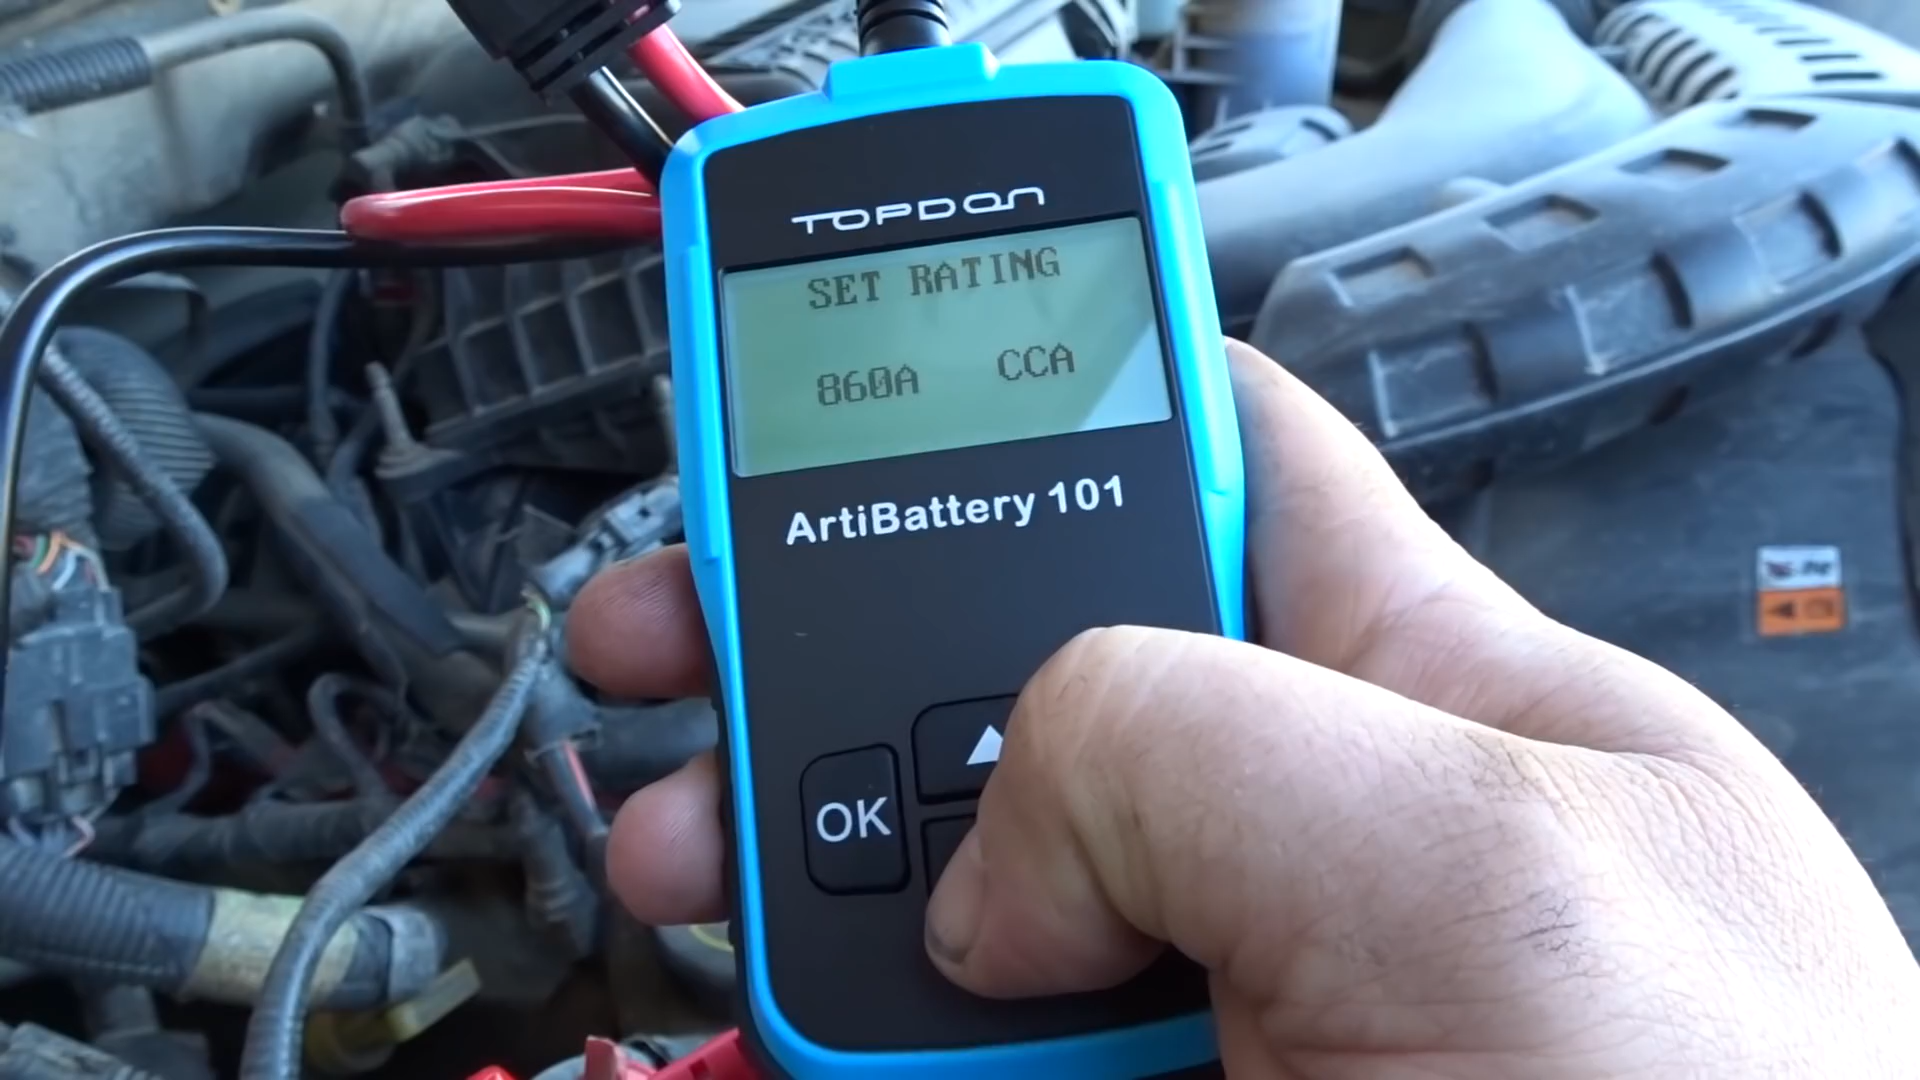 TOPDON
SET RATING
860A CCA
ArtiBattery 101
OK